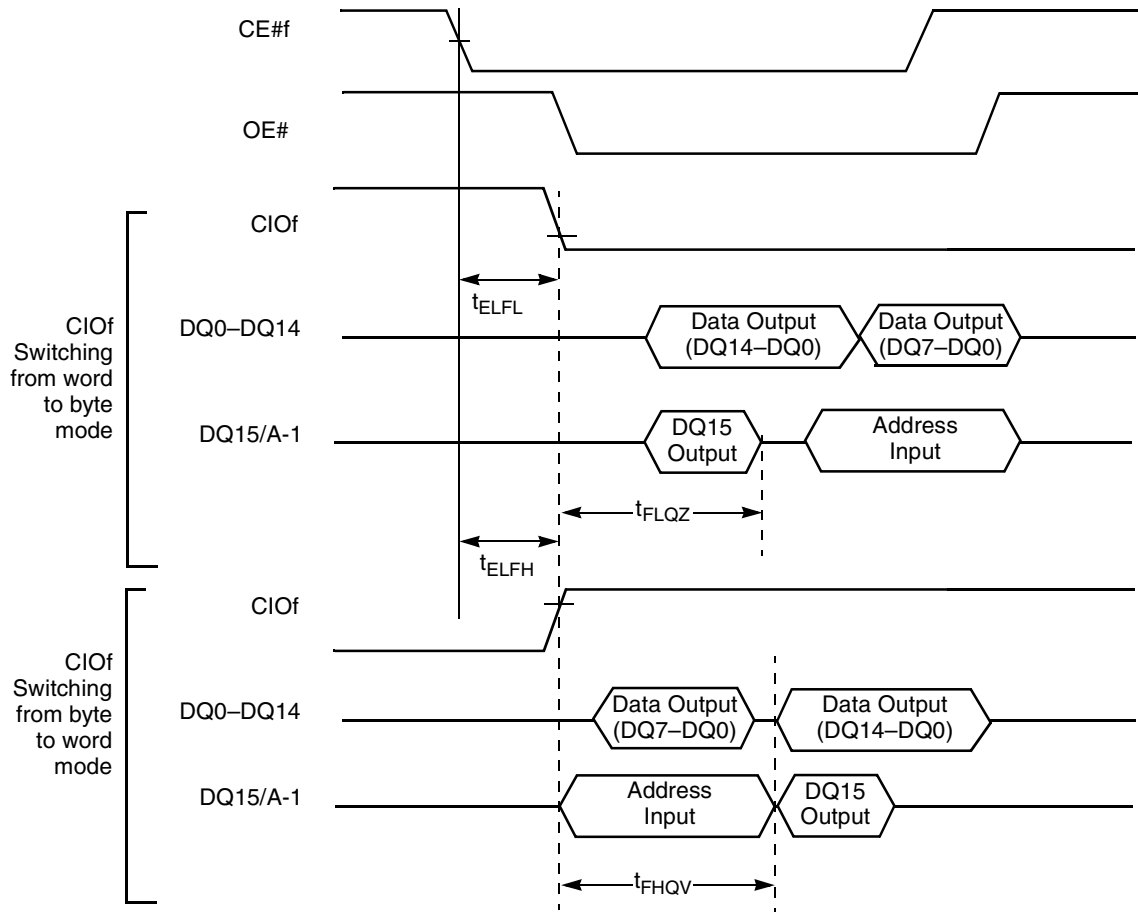 CE#f
OE#
CIOf
tELFL
CIOf
Switching
from word
to byte
mode
DQ0–DQ14
Data Output
(DQ14–DQ0)
Data Output
(DQ7–DQ0)
DQ15/A-1
DQ15
Output
Address
Input
tFLQZ
tELFH
CIOf
CIOf
Switching
from byte
to word
mode
DQ0–DQ14
Data Output
(DQ7–DQ0)
Data Output
(DQ14–DQ0)
DQ15/A-1
Address
Input
DQ15
Output
tFHQV